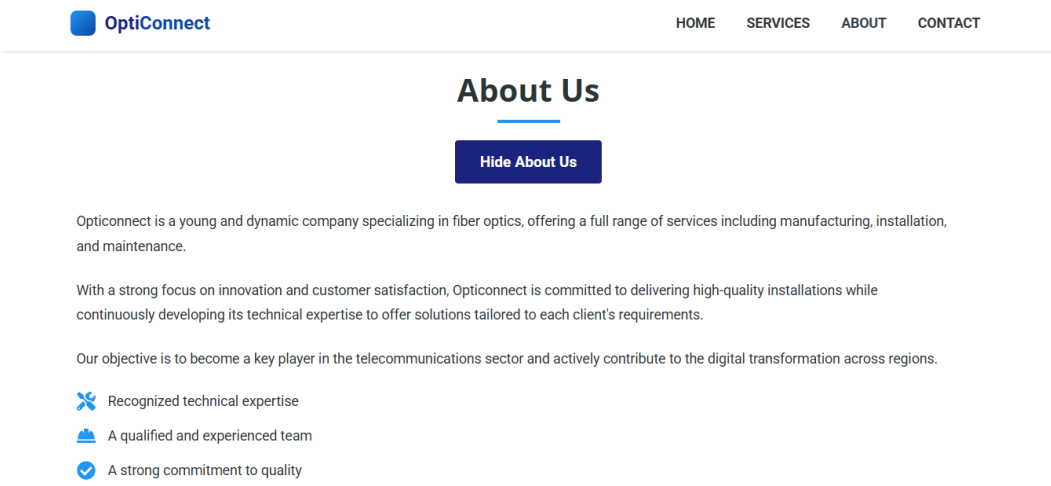 OptiConnect
HOME SERVICES ABOUT CONTACT
About Us
Hide About Us
Opticonnect is a young and dynamic company specializing in fiber optics, offering a full range of services including manufacturing, installation,
and maintenance.
With a strong focus on innovation and customer satisfaction, Opticonnect is committed to delivering high-quality installations while
continuously developing its technical expertise to offer solutions tailored to each client's requirements.
Our objective is to become a key player in the telecommunications sector and actively contribute to the digital transformation across regions.
Recognized technical expertise
A qualified and experienced team
A strong commitment to quality